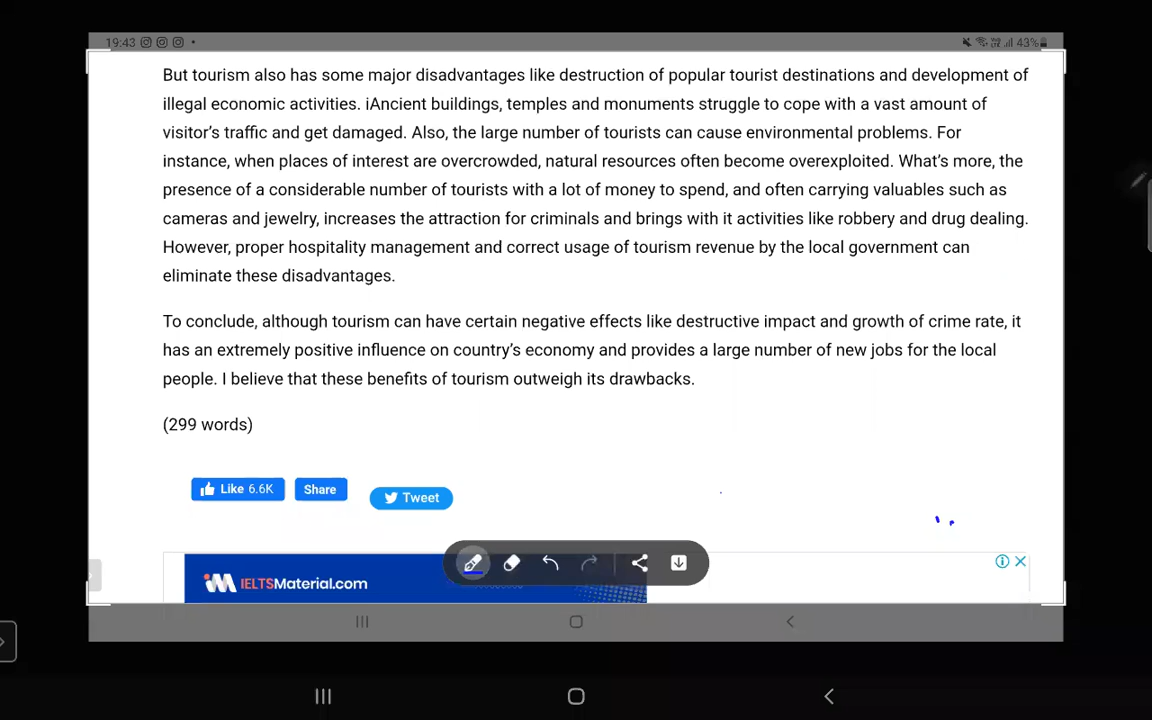 19:43
43%
But tourism also has some major disadvantages like destruction of popular tourist destinations and development of
illegal economic activities. iAncient buildings, temples and monuments struggle to cope with a vast amount of
visitor's traffic and get damaged. Also, the large number of tourists can cause environmental problems. For
instance, when places of interest are overcrowded, natural resources often become overexploited. What's more, the
presence of a considerable number of tourists with a lot of money to spend, and often carrying valuables such as
cameras and jewelry, increases the attraction for criminals and brings with it activities like robbery and drug dealing.
However, proper hospitality management and correct usage of tourism revenue by the local government can
eliminate these disadvantages.
To conclude, although tourism can have certain negative effects like destructive impact and growth of crime rate, it
has an extremely positive influence on country's economy and provides a large number of new jobs for the local
people. I believe that these benefits of tourism outweigh its drawbacks.
(299 words)
Like 6.6K
Share
Tweet
IELTSMaterial.com